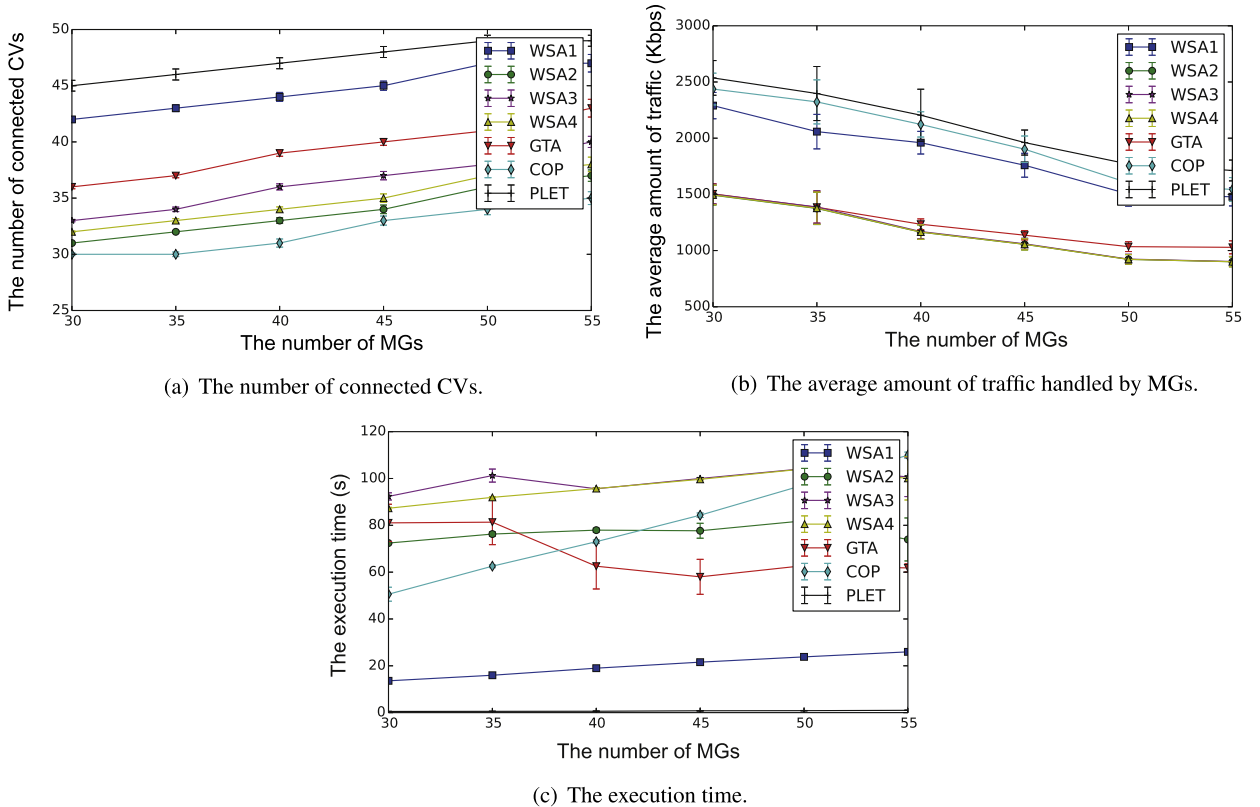 The number of connected CVs
50
45
40
35
30
25
30 35 40 45 50 55
The number of MGs
WSA1
WSA2
WSA3
WSA4
GTA
COP
PLET
(a) The number of connected CVs.
The average amount of traffic (Kbps)
3000
2500
2000
1500
1000
500
30 35 40 45 50 55
The number of MGs
WSA1
WSA2
WSA3
WSA4
GTA
COP
PLET
(b) The average amount of traffic handled by MGs.
The execution time (s)
120
100
80
60
40
20
0
30 35 40 45 50 55
The number of MGs
WSA1
WSA2
WSA3
WSA4
GTA
COP
PLET
(c) The execution time.